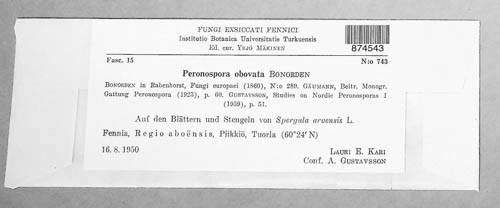 FUNGI EXSICCATI FENNICI
Institutio Botanica Universitatis Turkuensis
Ed. cur. YRJÖ MÄKINEN
874543
Fasc. 15 N:o 743
Peronospora obovata BONORDEN
BONORDEN in Rabenhorst, Fungi europaei (1860), N:o 289. GÄUMANN, Beitr. Monogr.
Gattung Peronospora (1923), p. 60. GUSTAVSSON, Studies on Nordic Peronosporas I
(1959), p. 51.
Auf den Blättern und Stengeln von Spergula arvensis L.
Fennia, Regio aboënsis, Piikkiö, Tuorla (60°24′N)
16. 8. 1950 LAURI E. KARI
Conf. A. GUSTAVSSON